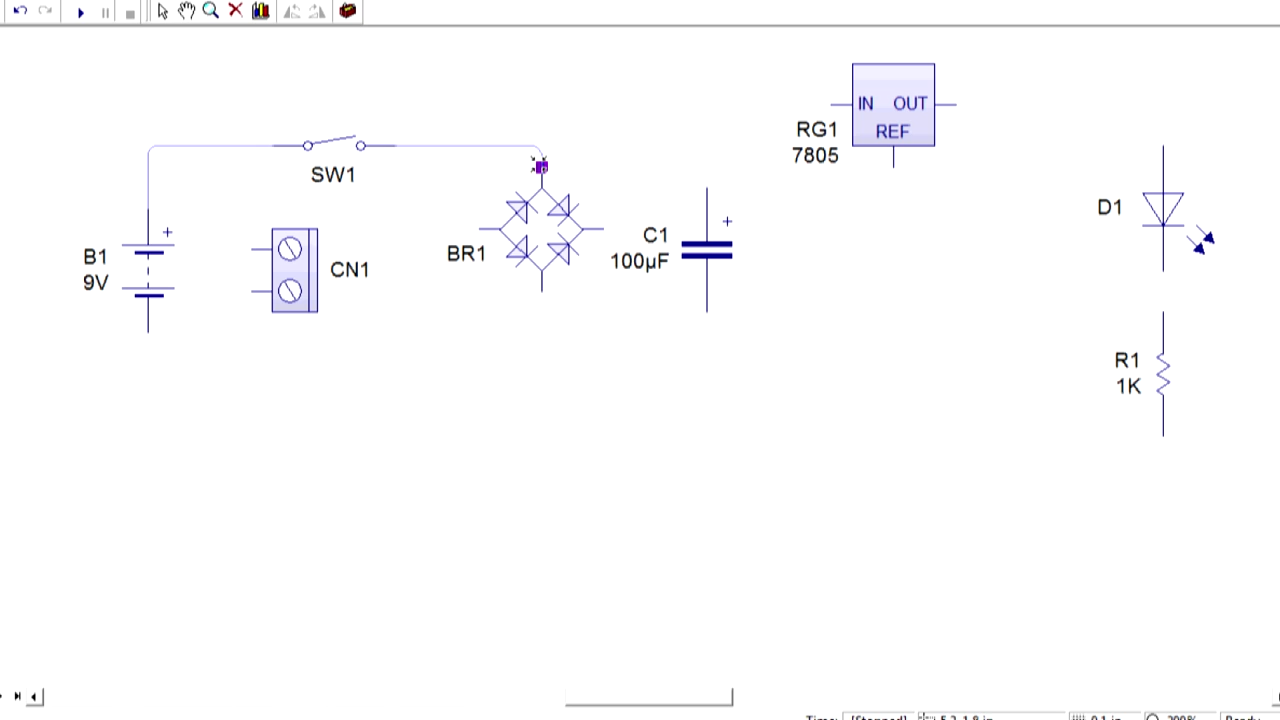 IN OUT
REF
RG1
7805
SW1
D1
B1
9V
CN1
BR1
C1
100µF
R1
1K